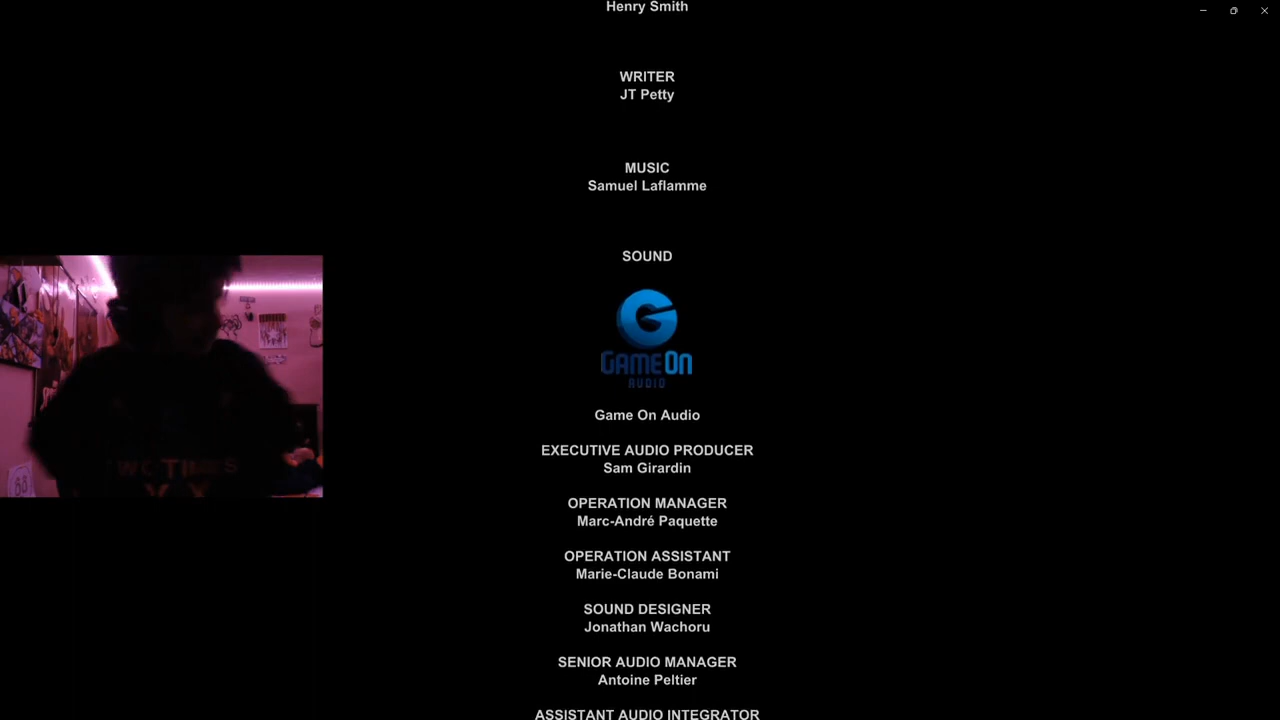 Henry Smith
WRITER
JT Petty
MUSIC
Samuel Laflamme
SOUND
G
GAMEON
AUDIO
Game On Audio
EXECUTIVE AUDIO PRODUCER
Sam Girardin
OPERATION MANAGER
Marc-André Paquette
OPERATION ASSISTANT
Marie-Claude Bonami
SOUND DESIGNER
Jonathan Wachoru
SENIOR AUDIO MANAGER
Antoine Peltier
ASSISTANT AUDIO INTEGRATOR